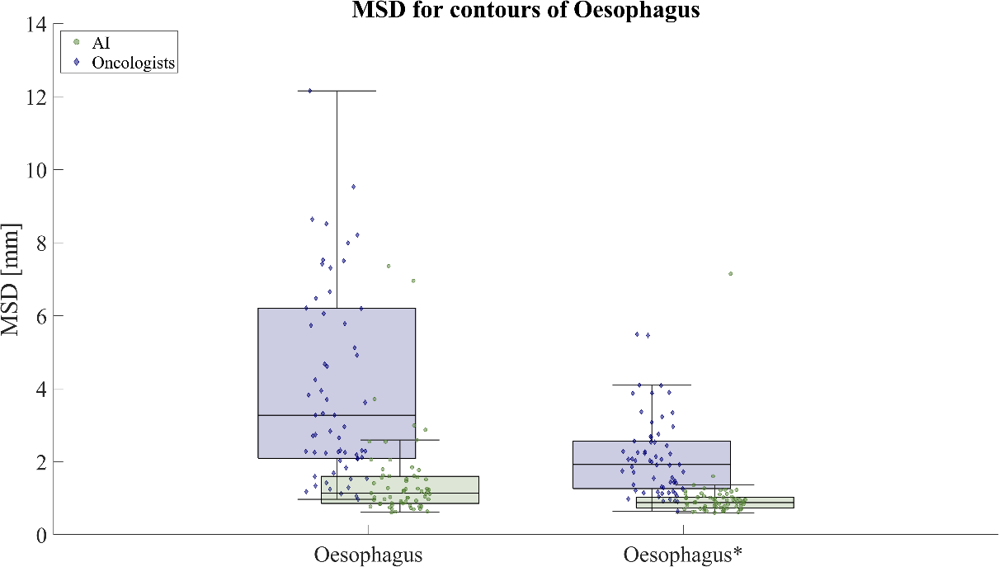 MSD for contours of Oesophagus
14
AI
Oncologists
12
10
8
6
4
2
0
MSD [mm]
Oesophagus
Oesophagus*